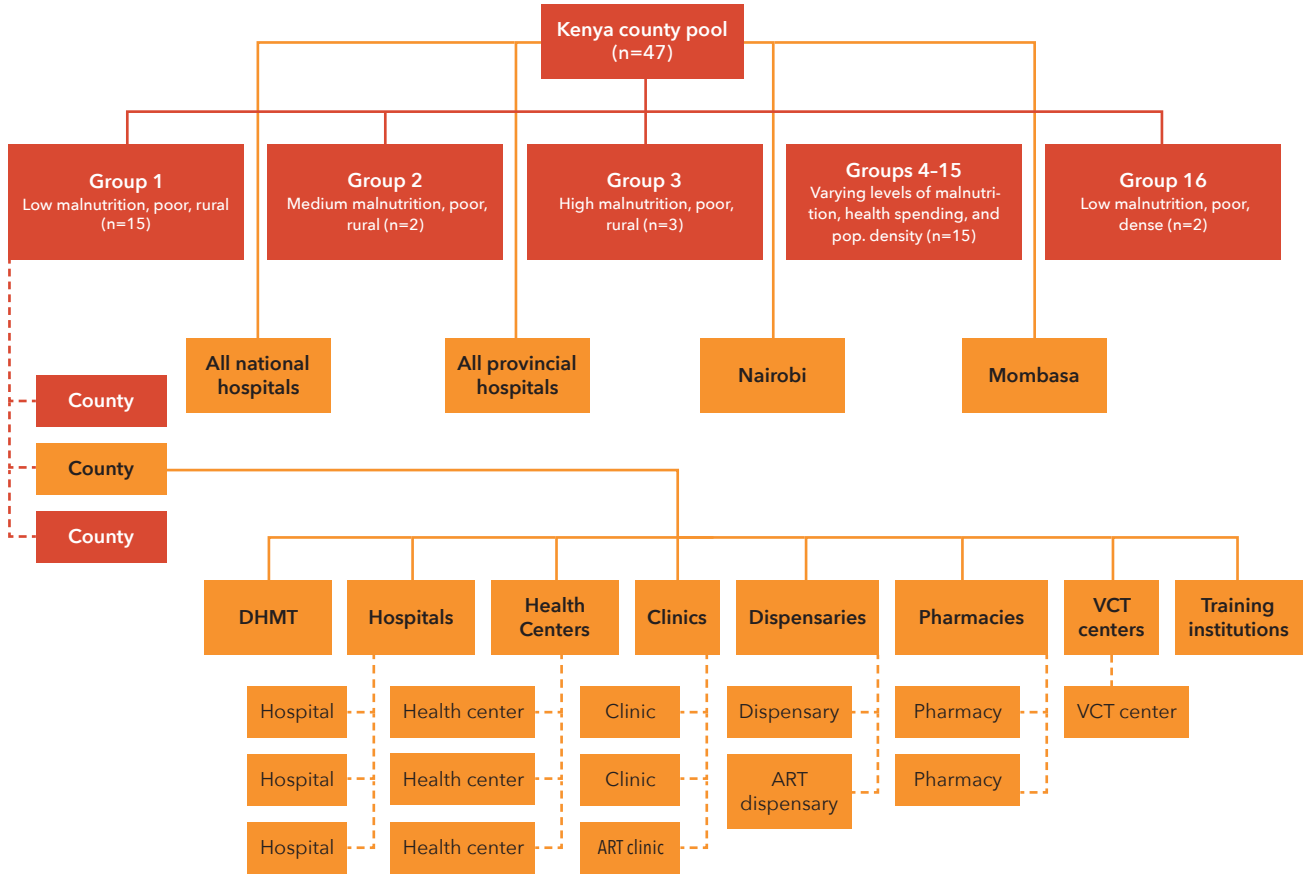 Kenya county pool
(n=47)
Group 1
Low malnutrition, poor, rural
(n=15)
Group 2
Medium malnutrition, poor,
rural (n=2)
Group 3
High malnutrition, poor,
rural (n=3)
Groups 4–15
Varying levels of malnutri-
tion, health spending, and
pop. density (n=15)
Group 16
Low malnutrition, poor,
dense (n=2)
All national
hospitals
All provincial
hospitals
Nairobi
Mombasa
County
County
County
DHMT
Hospitals
Health
Centers
Clinics
Dispensaries
Pharmacies
VCT
centers
Training
institutions
Hospital
Health center
Clinic
Dispensary
Pharmacy
VCT center
Hospital
Health center
Clinic
ART
dispensary
Pharmacy
Hospital
Health center
ART clinic